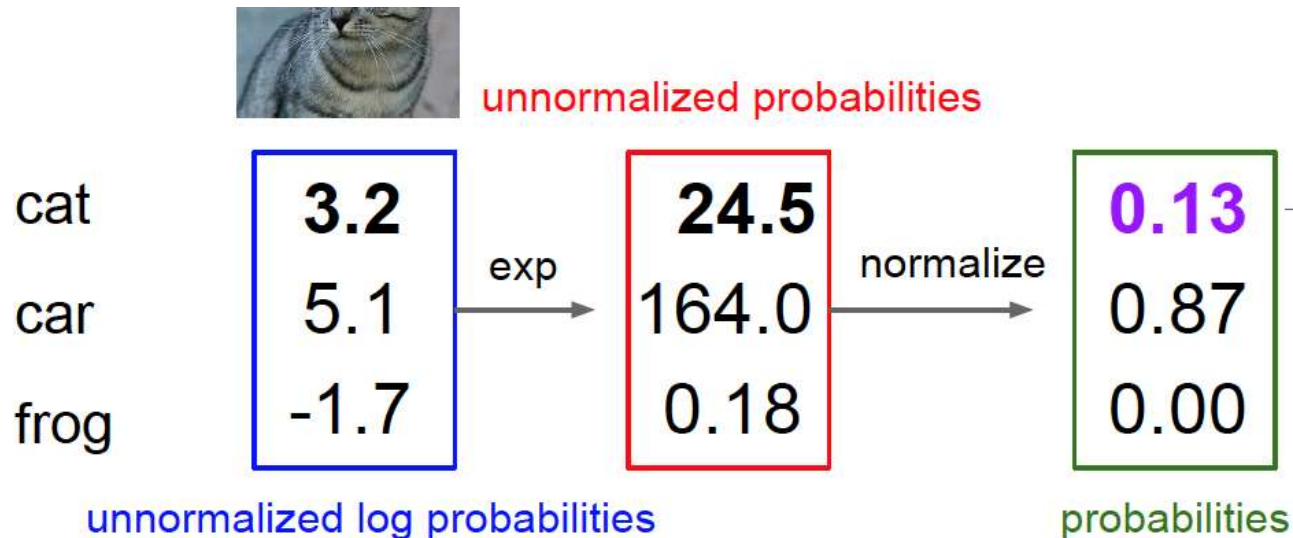 unnormalized probabilities
cat 3.2 24.5 0.13
exp normalize
car 5.1 164.0 0.87
frog -1.7 0.18 0.00
unnormalized log probabilities probabilities